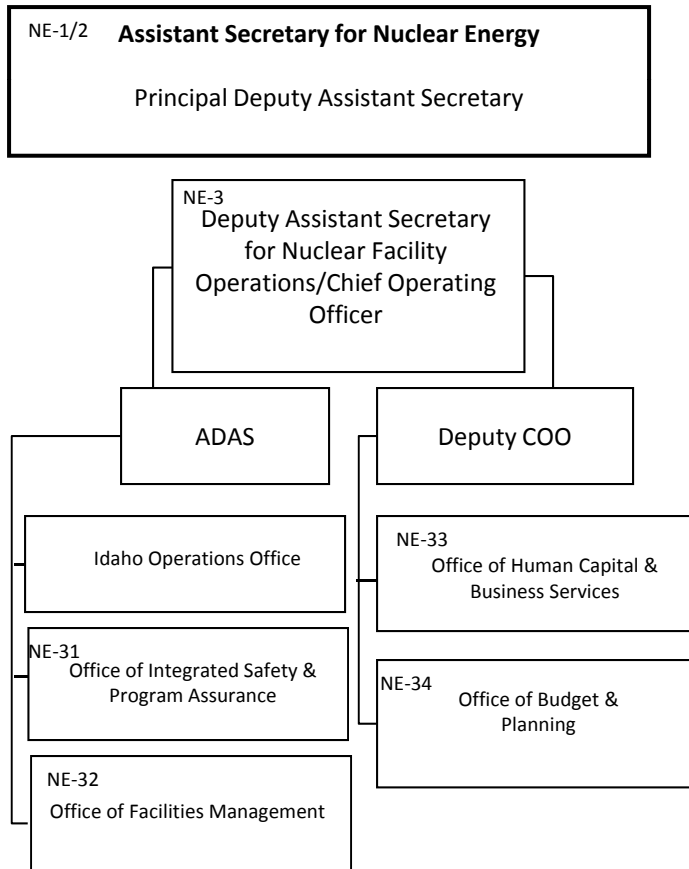 NE-1/2 Assistant Secretary for Nuclear Energy
Principal Deputy Assistant Secretary
NE-3
Deputy Assistant Secretary
for Nuclear Facility
Operations/Chief Operating
Officer
ADAS
Deputy COO
Idaho Operations Office
NE-31
Office of Integrated Safety &
Program Assurance
NE-32
Office of Facilities Management
NE-33
Office of Human Capital &
Business Services
NE-34
Office of Budget &
Planning